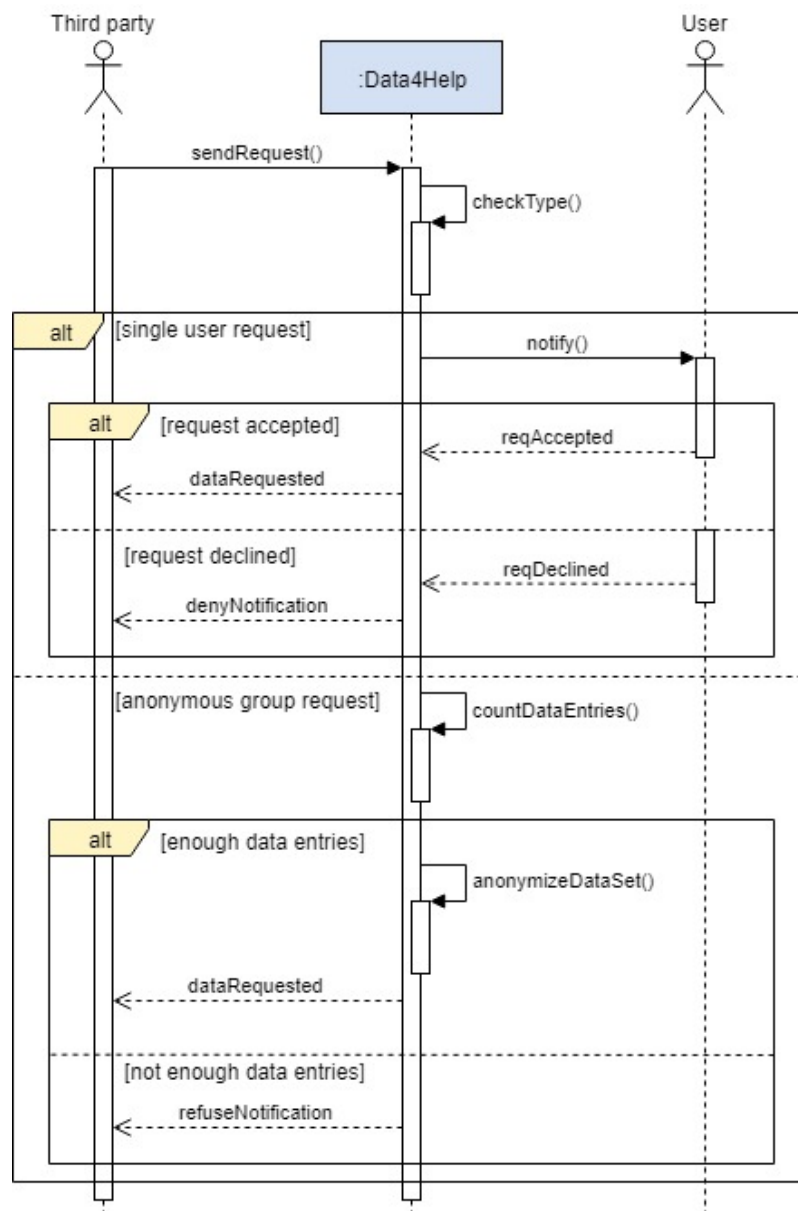 Third party
:Data4Help
User
sendRequest()
checkType()
alt
[single user request]
notify()
alt
[request accepted]
reqAccepted
dataRequested
[request declined]
reqDeclined
denyNotification
[anonymous group request]
countDataEntries()
alt
[enough data entries]
anonymizeDataSet()
dataRequested
[not enough data entries]
refuseNotification